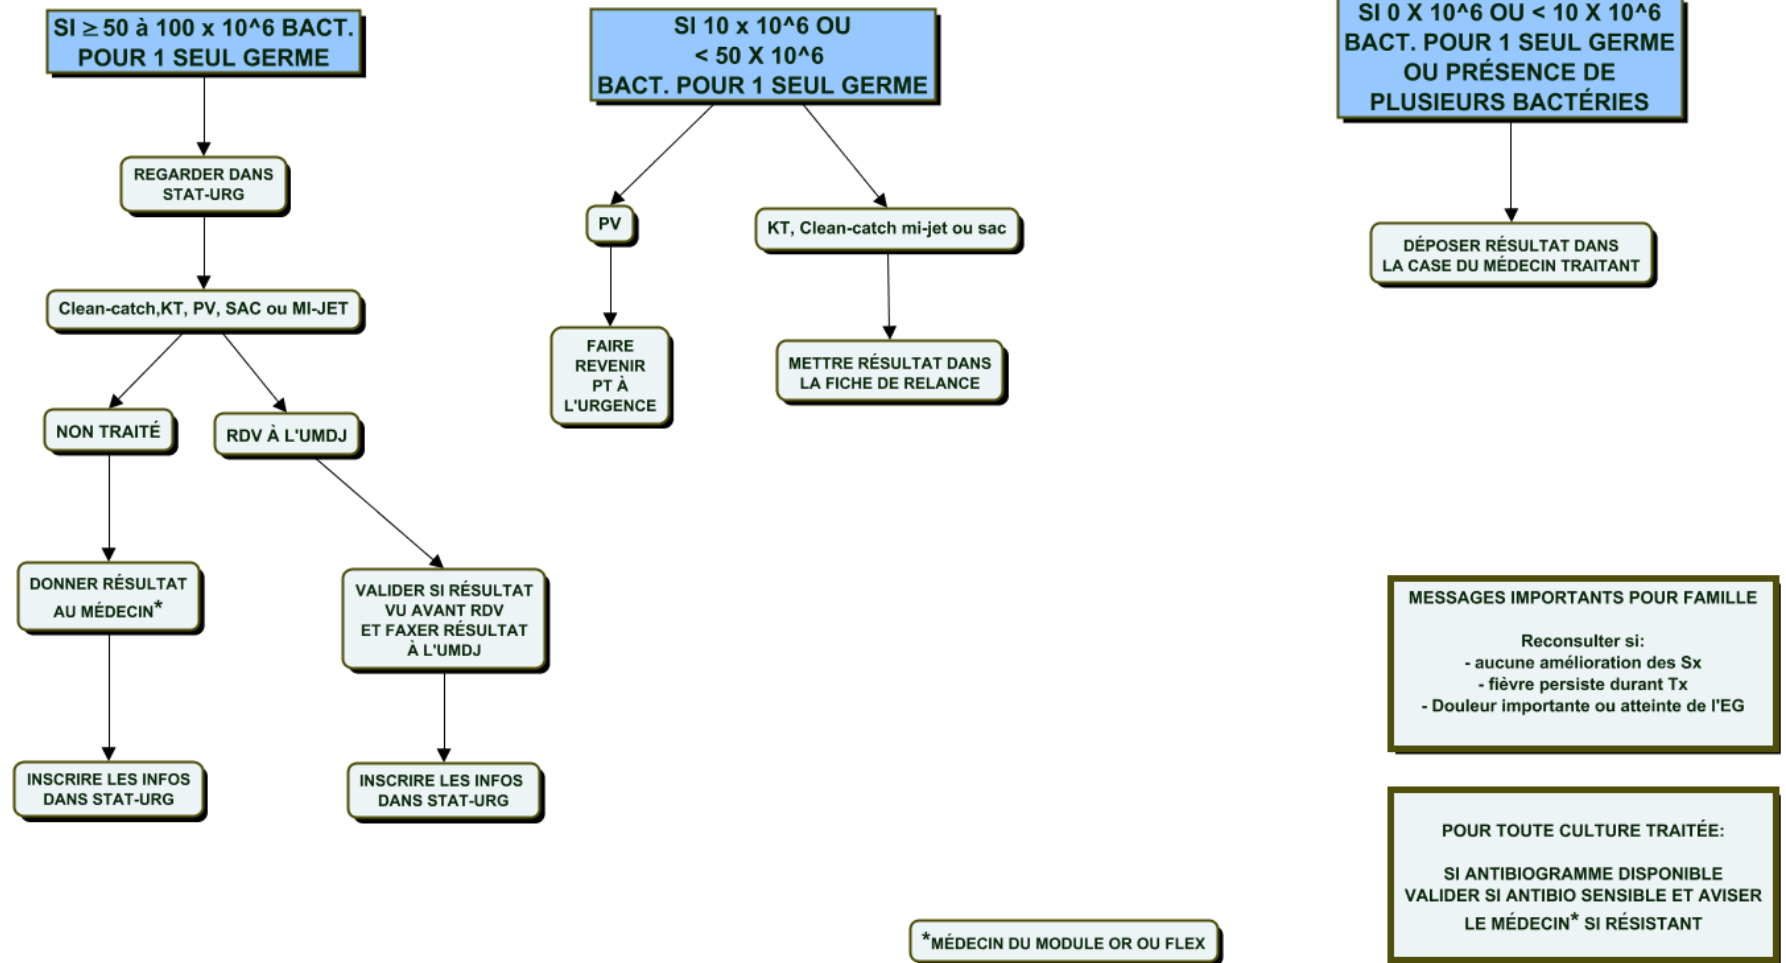 SI ≥ 50 à 100 x 10^6 BACT.
POUR 1 SEUL GERME
REGARDER DANS
STAT-URG
Clean-catch,KT, PV, SAC ou MI-JET
NON TRAITÉ
RDV À L'UMDJ
DONNER RÉSULTAT
AU MÉDECIN*
VALIDER SI RÉSULTAT
VU AVANT RDV
ET FAXER RÉSULTAT
À L'UMDJ
INSCRIRE LES INFOS
DANS STAT-URG
INSCRIRE LES INFOS
DANS STAT-URG
SI 10 x 10^6 OU
< 50 X 10^6
BACT. POUR 1 SEUL GERME
PV
KT, Clean-catch mi-jet ou sac
FAIRE
REVENIR
PT À
L'URGENCE
METTRE RÉSULTAT DANS
LA FICHE DE RELANCE
SI 0 X 10^6 OU < 10 X 10^6
BACT. POUR 1 SEUL GERME
OU PRÉSENCE DE
PLUSIEURS BACTÉRIES
DÉPOSER RÉSULTAT DANS
LA CASE DU MÉDECIN TRAITANT
MESSAGES IMPORTANTS POUR FAMILLE
Reconsulter si:
- aucune amélioration des Sx
- fièvre persiste durant Tx
- Douleur importante ou atteinte de l'EG
POUR TOUTE CULTURE TRAITÉE:
SI ANTIBIOGRAMME DISPONIBLE
VALIDER SI ANTIBIO SENSIBLE ET AVISER
LE MÉDECIN* SI RÉSISTANT
*MÉDECIN DU MODULE OR OU FLEX